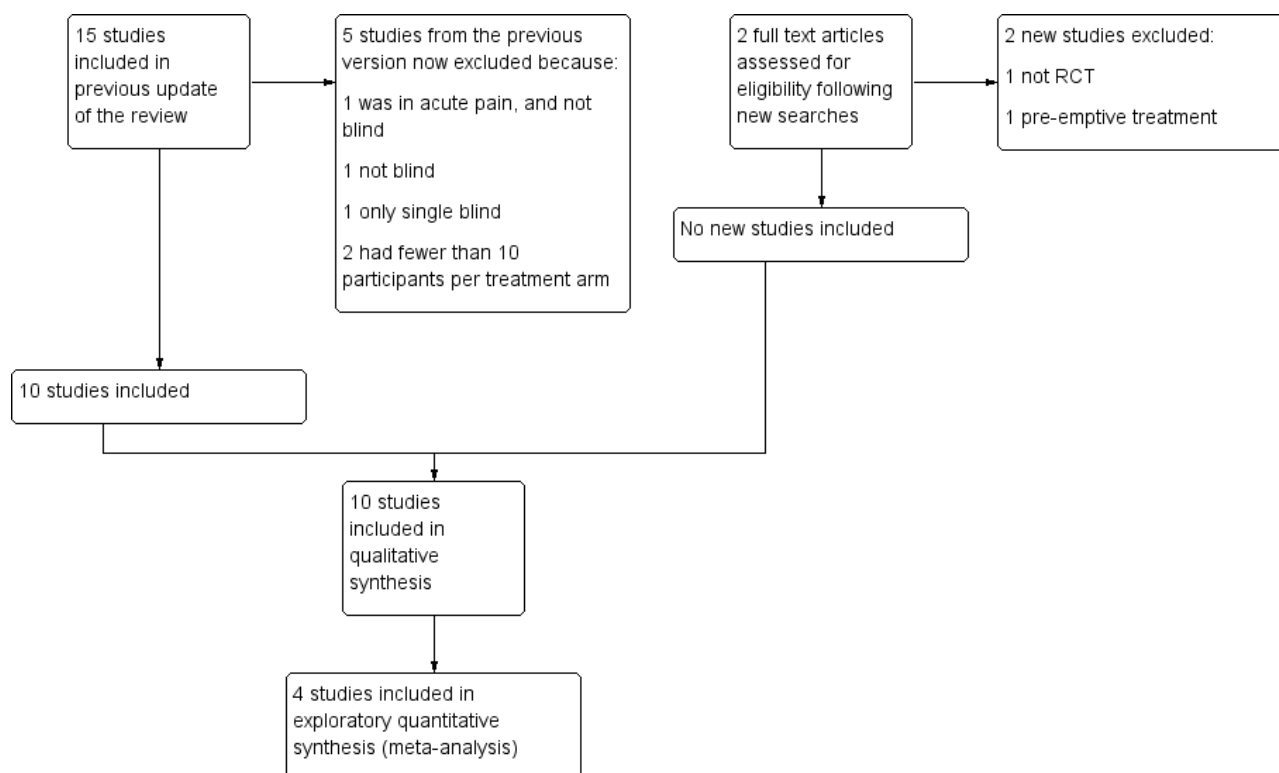 15 studies
included in
previous update
of the review
5 studies from the previous
version now excluded because:
1 was in acute pain, and not
blind
1 not blind
1 only single blind
2 had fewer than 10
participants per treatment arm
2 full text articles
assessed for
eligibility following
new searches
2 new studies excluded:
1 not RCT
1 pre-emptive treatment
No new studies included
10 studies included
10 studies
included in
qualitative
synthesis
4 studies included in
exploratory quantitative
synthesis (meta-analysis)